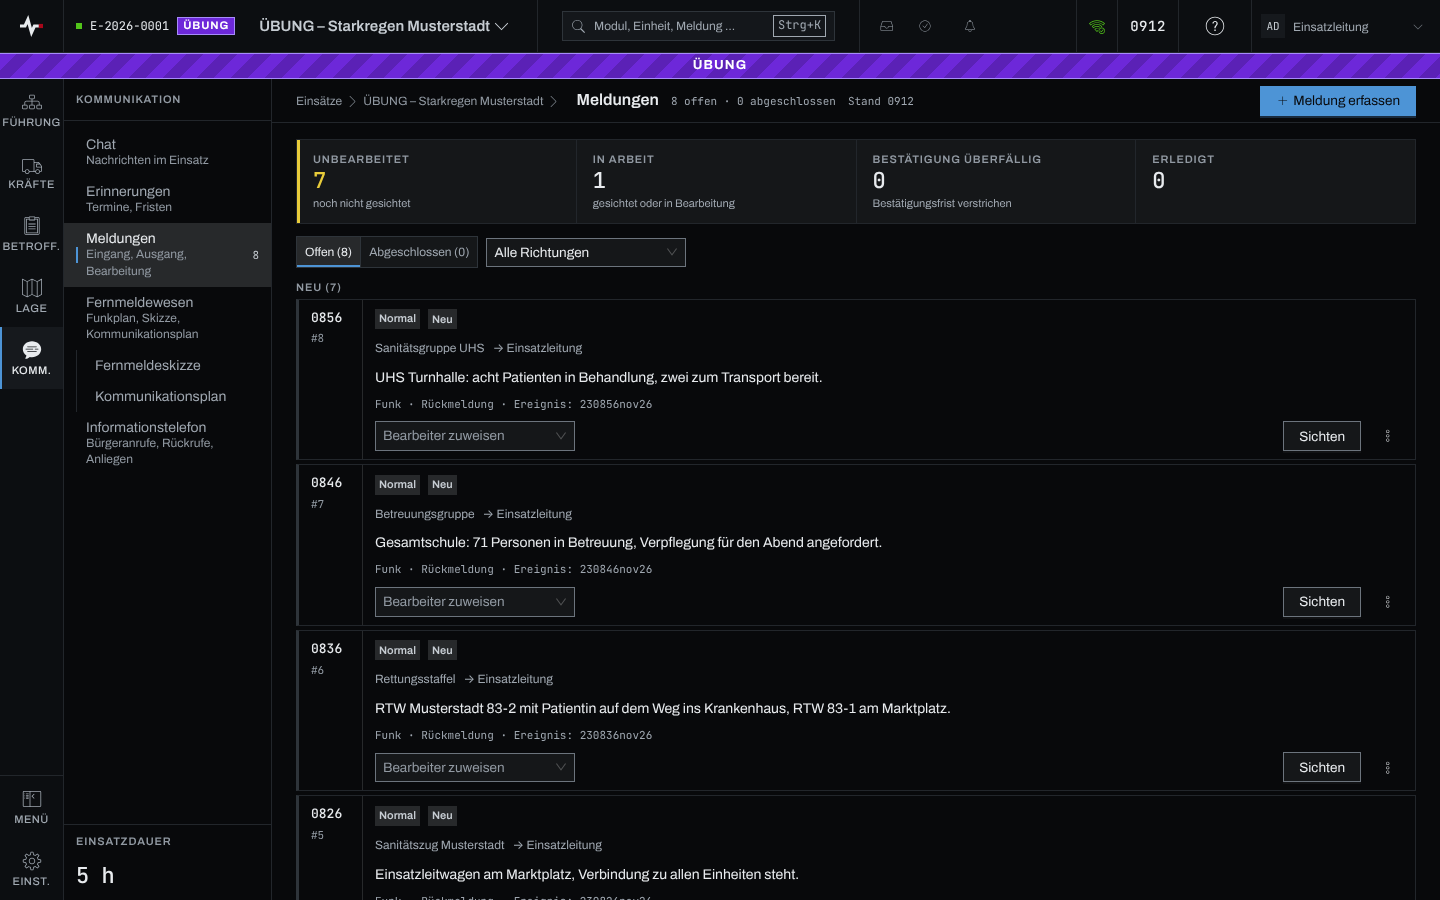 E-2026-0001 ÜBUNG ÜBUNG – Starkregen Musterstadt
Modul, Einheit, Meldung ... Strg+K
0912
AD Einsatzleitung
ÜBUNG
FÜHRUNG
KRÄFTE
BETROFF.
LAGE
KOMM.
MENÜ
EINST.
KOMMUNIKATION
Chat
Nachrichten im Einsatz
Erinnerungen
Termine, Fristen
Meldungen
Eingang, Ausgang,
Bearbeitung
8
Fernmeldewesen
Funkplan, Skizze,
Kommunikationsplan
Fernmeldeskizze
Kommunikationsplan
Informationstelefon
Bürgeranrufe, Rückrufe,
Anliegen
EINSATZDAUER
5 h
Einsätze ÜBUNG – Starkregen Musterstadt Meldungen 8 offen · 0 abgeschlossen Stand 0912
+ Meldung erfassen
UNBEARBEITET
7
noch nicht gesichtet
IN ARBEIT
1
gesichtet oder in Bearbeitung
BESTÄTIGUNG ÜBERFÄLLIG
0
Bestätigungsfrist verstrichen
ERLEDIGT
0
Offen (8) Abgeschlossen (0) Alle Richtungen
NEU (7)
0856
#8
Normal Neu
Sanitätsgruppe UHS → Einsatzleitung
UHS Turnhalle: acht Patienten in Behandlung, zwei zum Transport bereit.
Funk · Rückmeldung · Ereignis: 230856nov26
Bearbeiter zuweisen Sichten
0846
#7
Normal Neu
Betreuungsgruppe → Einsatzleitung
Gesamtschule: 71 Personen in Betreuung, Verpflegung für den Abend angefordert.
Funk · Rückmeldung · Ereignis: 230846nov26
Bearbeiter zuweisen Sichten
0836
#6
Normal Neu
Rettungsstaffel → Einsatzleitung
RTW Musterstadt 83-2 mit Patientin auf dem Weg ins Krankenhaus, RTW 83-1 am Marktplatz.
Funk · Rückmeldung · Ereignis: 230836nov26
Bearbeiter zuweisen Sichten
0826
#5
Normal Neu
Sanitätszug Musterstadt → Einsatzleitung
Einsatzleitwagen am Marktplatz, Verbindung zu allen Einheiten steht.